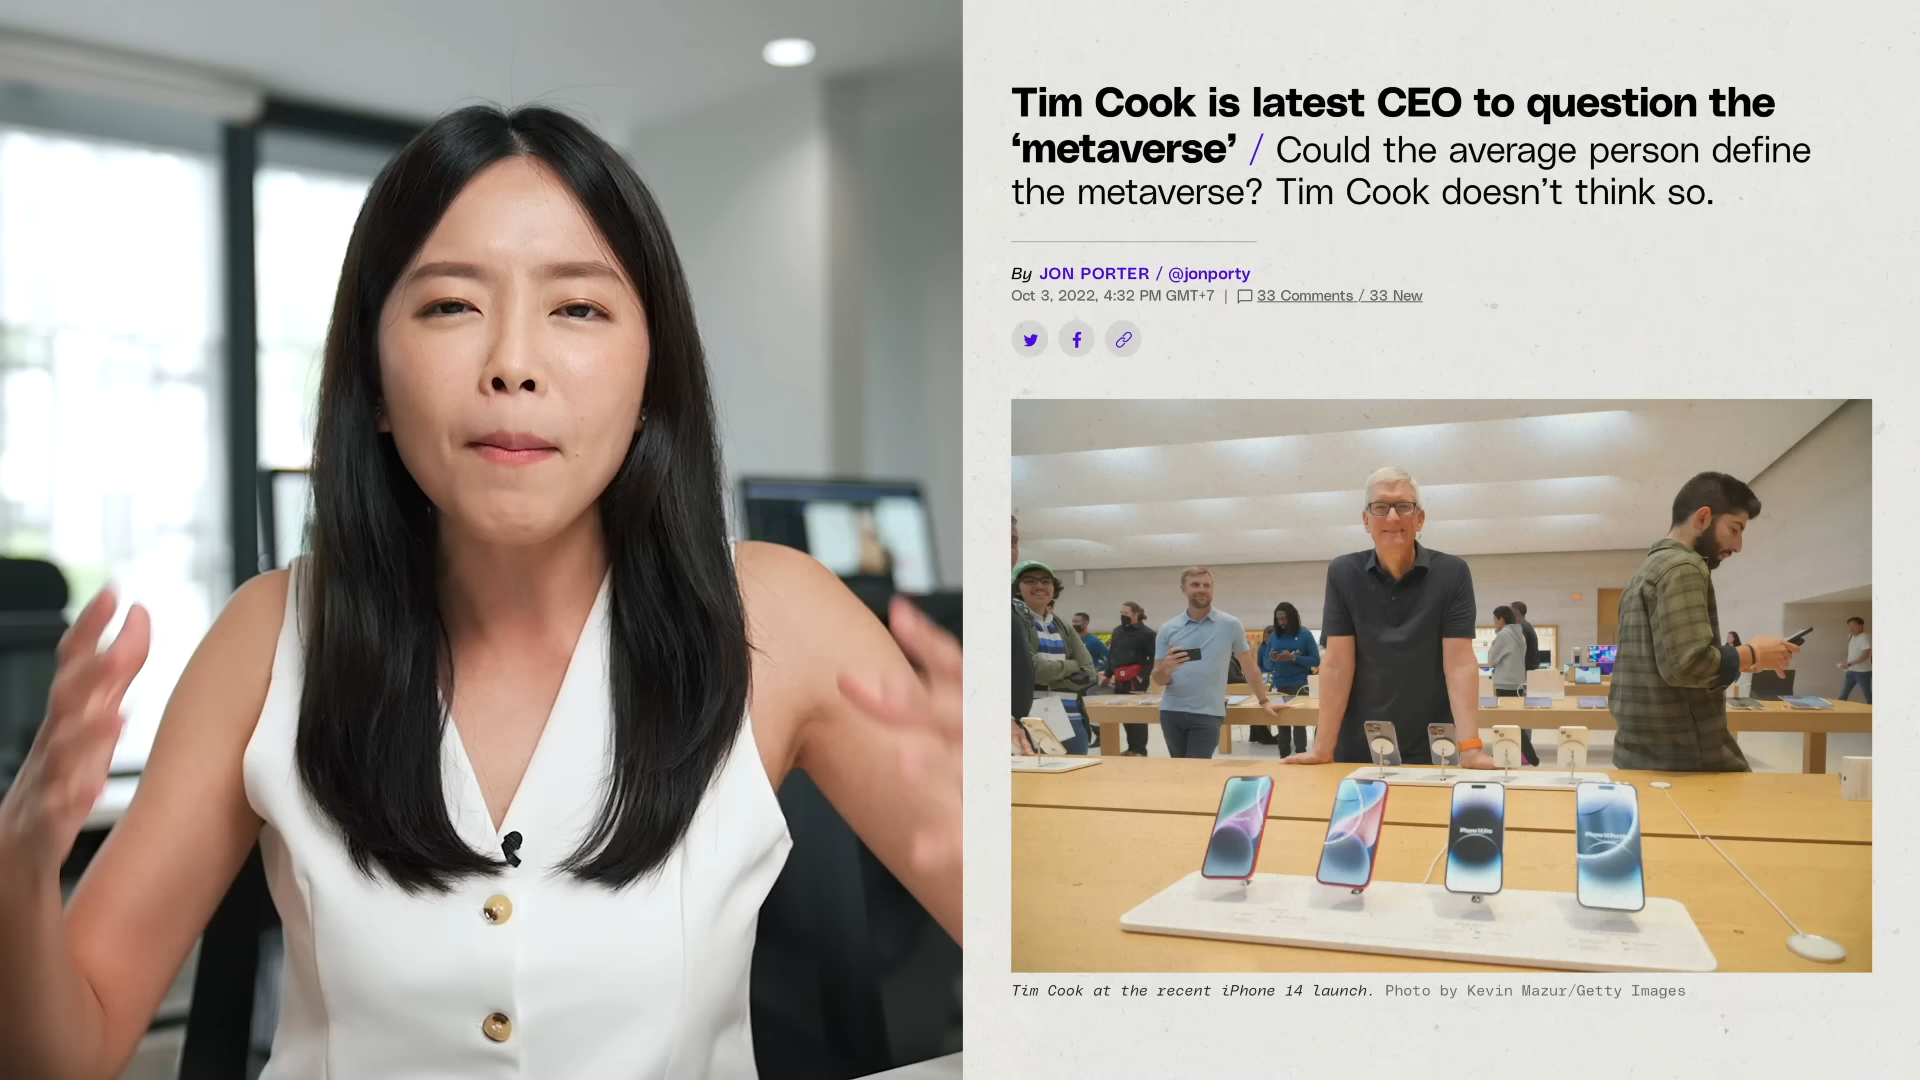 Tim Cook is latest CEO to question the
‘metaverse’ / Could the average person define
the metaverse? Tim Cook doesn’t think so.
By JON PORTER / @jonporty
Oct 3, 2022, 4:32 PM GMT+7 | 33 Comments / 33 New
Tim Cook at the recent iPhone 14 launch. Photo by Kevin Mazur/Getty Images